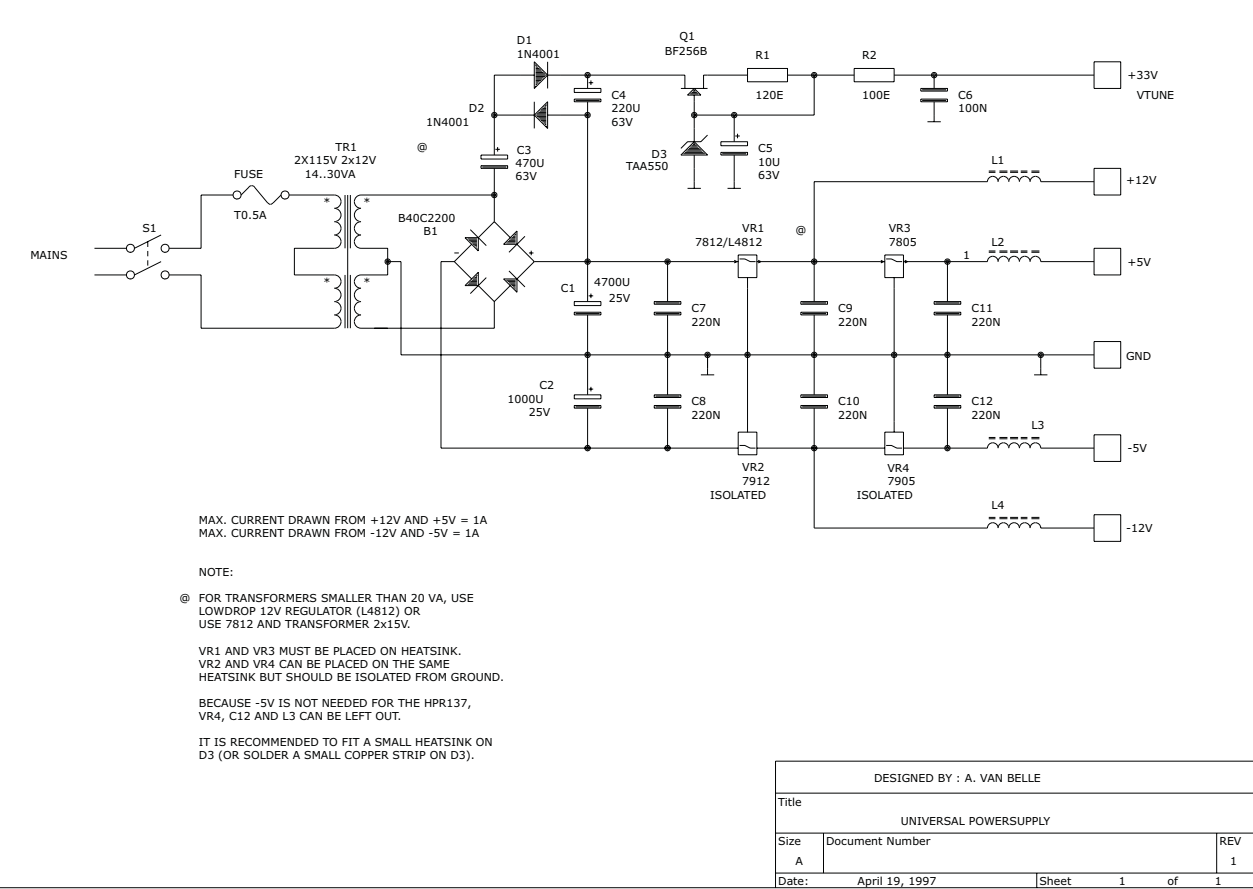 D1
1N4001
Q1
BF256B
R1
120E
R2
100E
+33V
VTUNE
C4
220U
63V
C6
100N
D2
1N4001
@
C3
470U
63V
D3
TAA550
+
C5
10U
63V
TR1
2X115V 2x12V
14..30VA
FUSE
T0.5A
S1
MAINS
*
*
*
*
B40C2200
B1
-
+
L1
+12V
VR1
7812/L4812
@
VR3
7805
1
L2
+5V
C1
4700U
25V
+
C7
220N
C9
220N
C11
220N
GND
C2
1000U
25V
+
C8
220N
C10
220N
C12
220N
L3
-5V
VR2
7912
ISOLATED
VR4
7905
ISOLATED
L4
-12V
MAX. CURRENT DRAWN FROM +12V AND +5V = 1A
MAX. CURRENT DRAWN FROM -12V AND -5V = 1A
NOTE:
@ FOR TRANSFORMERS SMALLER THAN 20 VA, USE
LOWDROP 12V REGULATOR (L4812) OR
USE 7812 AND TRANSFORMER 2x15V.
VR1 AND VR3 MUST BE PLACED ON HEATSINK.
VR2 AND VR4 CAN BE PLACED ON THE SAME
HEATSINK BUT SHOULD BE ISOLATED FROM GROUND.
BECAUSE -5V IS NOT NEEDED FOR THE HPR137,
VR4, C12 AND L3 CAN BE LEFT OUT.
IT IS RECOMMENDED TO FIT A SMALL HEATSINK ON
D3 (OR SOLDER A SMALL COPPER STRIP ON D3).
DESIGNED BY : A. VAN BELLE
Title
UNIVERSAL POWERSUPPLY
Size Document Number REV
A 1
Date: April 19, 1997 Sheet 1 of 1